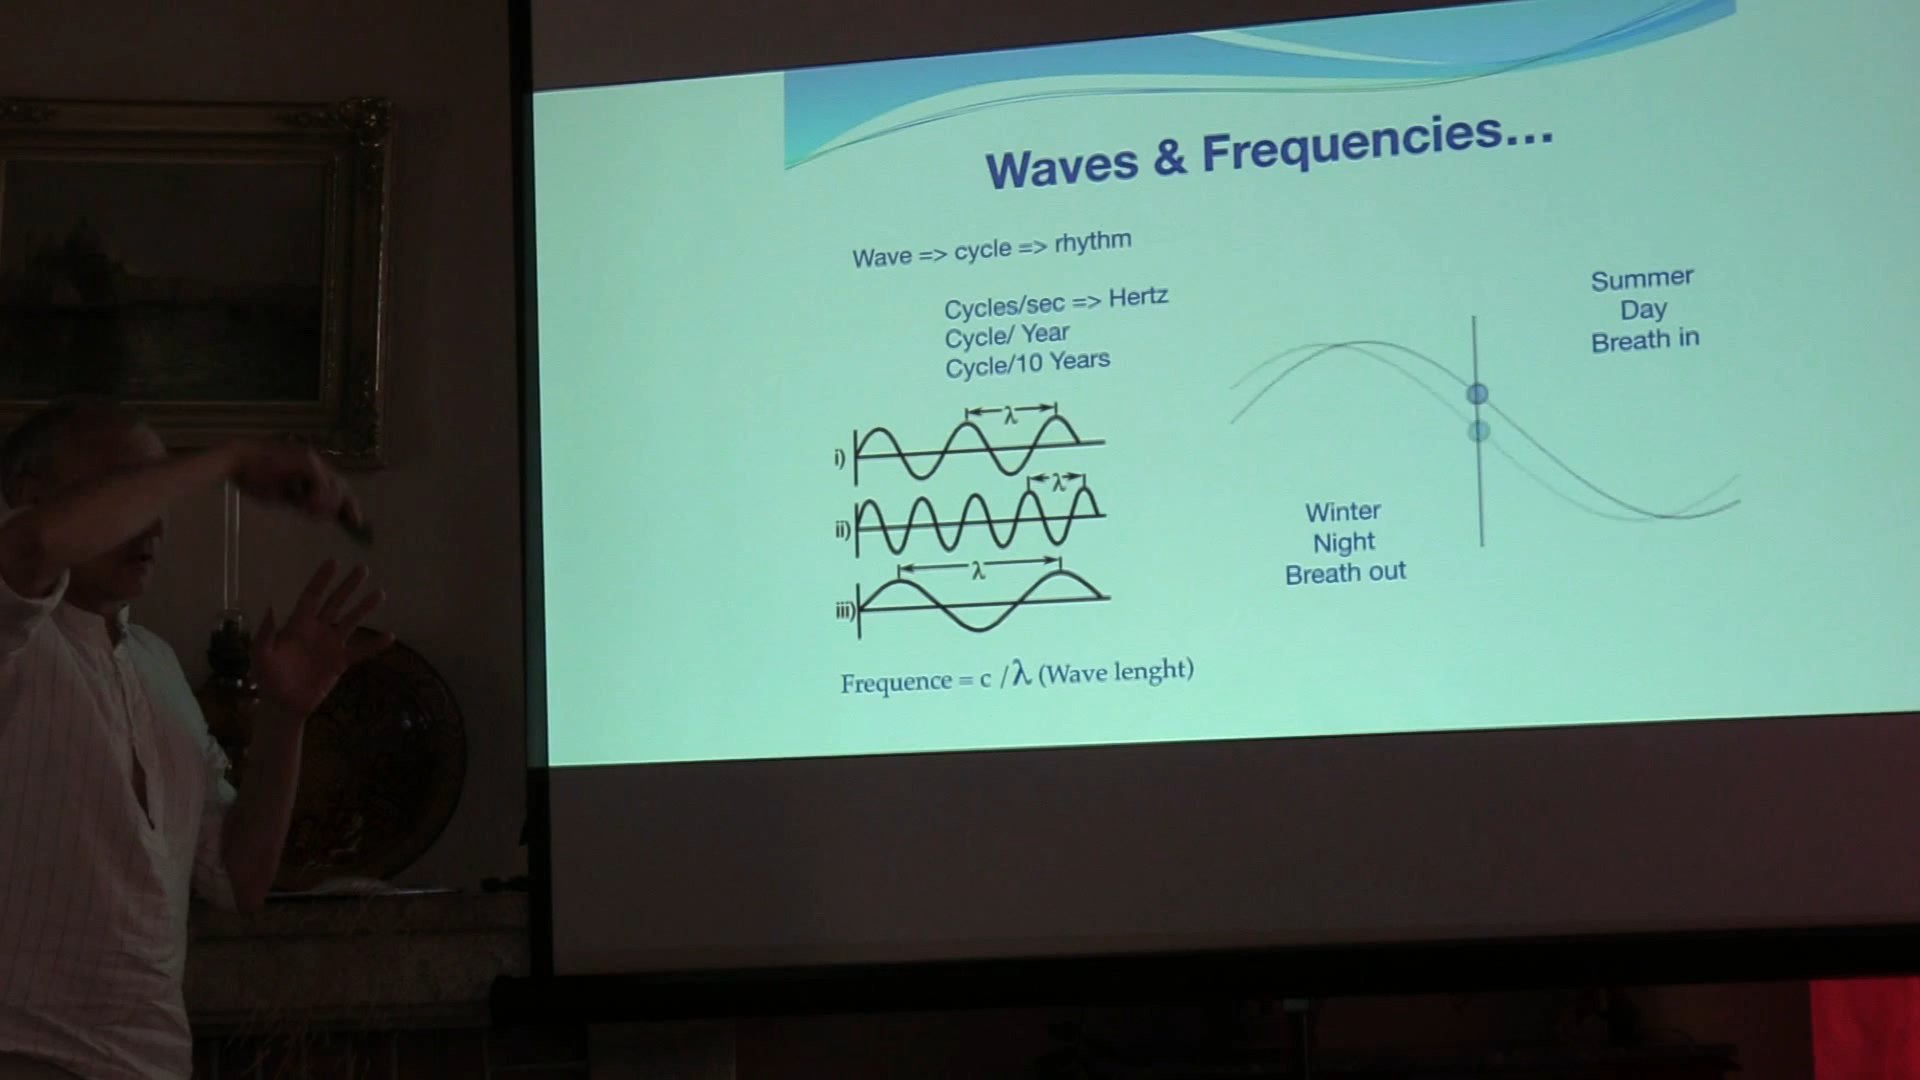 Waves & Frequencies...
Wave => cycle => rhythm
Cycles/sec => Hertz
Cycle/ Year
Cycle/10 Years
i)
λ
ii)
λ
iii)
λ
Frequence = c / λ (Wave lenght)
Summer
Day
Breath in
Winter
Night
Breath out